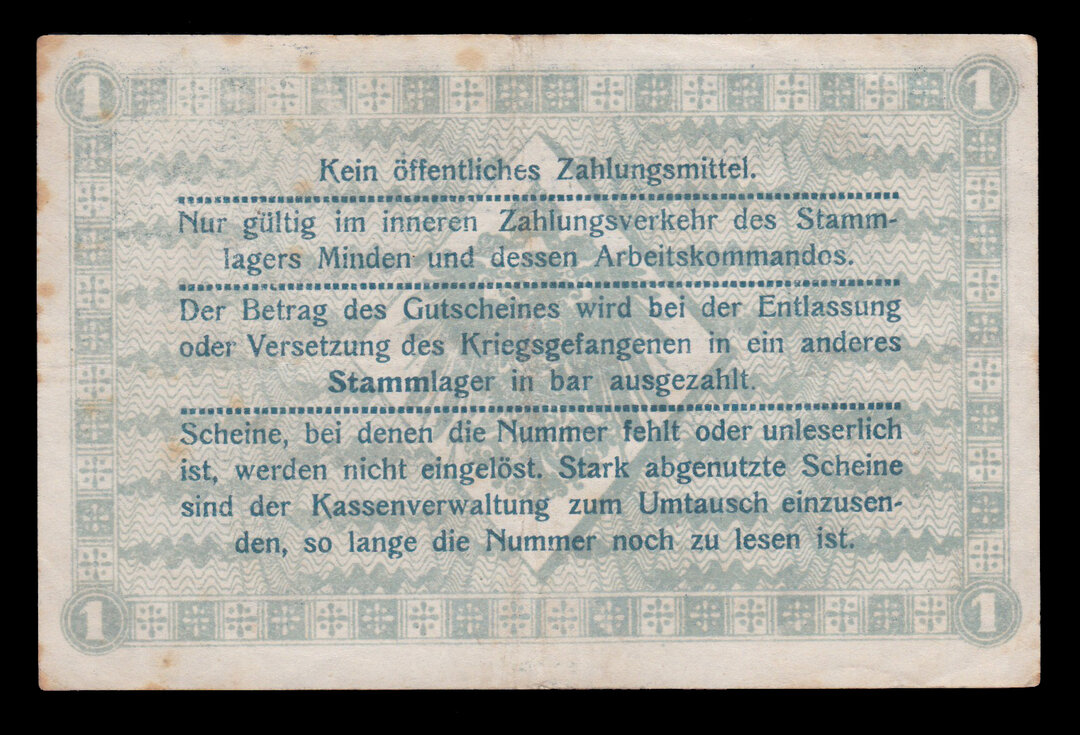 1 1
Kein öffentliches Zahlungsmittel.
Nur gültig im inneren Zahlungsverkehr des Stamm-
lagers Minden und dessen Arbeitskommandos.
Der Betrag des Gutscheines wird bei der Entlassung
oder Versetzung des Kriegsgefangenen in ein anderes
Stammlager in bar ausgezahlt.
Scheine, bei denen die Nummer fehlt oder unleserlich
ist, werden nicht eingelöst. Stark abgenutzte Scheine
sind der Kassenverwaltung zum Umtausch einzusen-
den, so lange die Nummer noch zu lesen ist.
1 1